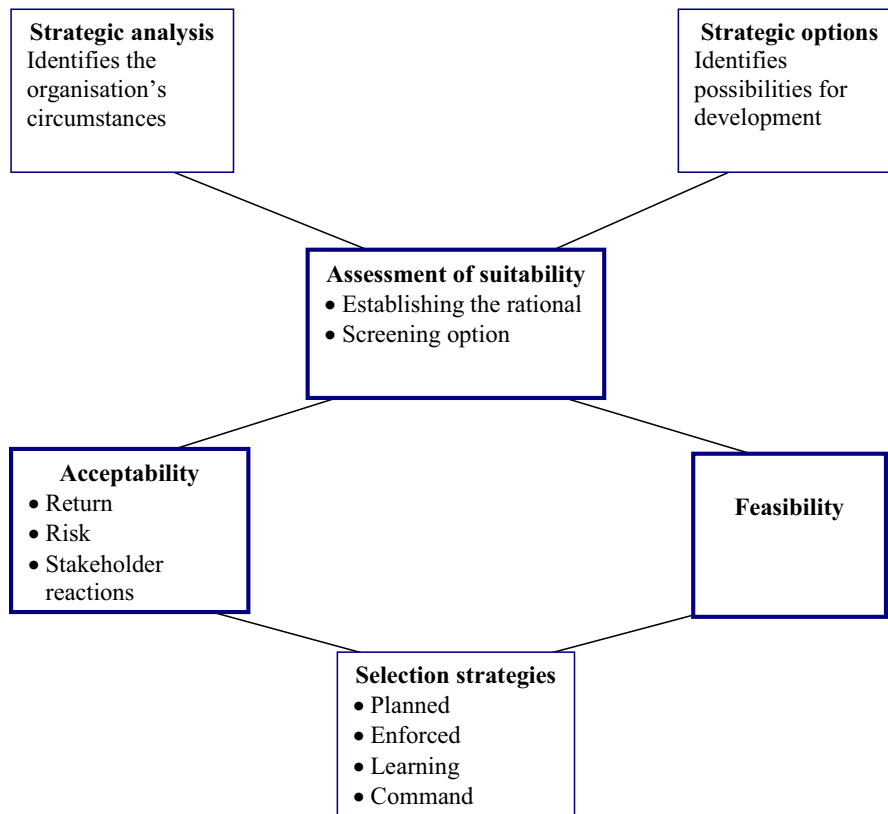 Strategic analysis
Identifies the
organisation’s
circumstances
Strategic options
Identifies
possibilities for
development
Assessment of suitability
• Establishing the rational
• Screening option
Acceptability
• Return
• Risk
• Stakeholder
reactions
Feasibility
Selection strategies
• Planned
• Enforced
• Learning
• Command